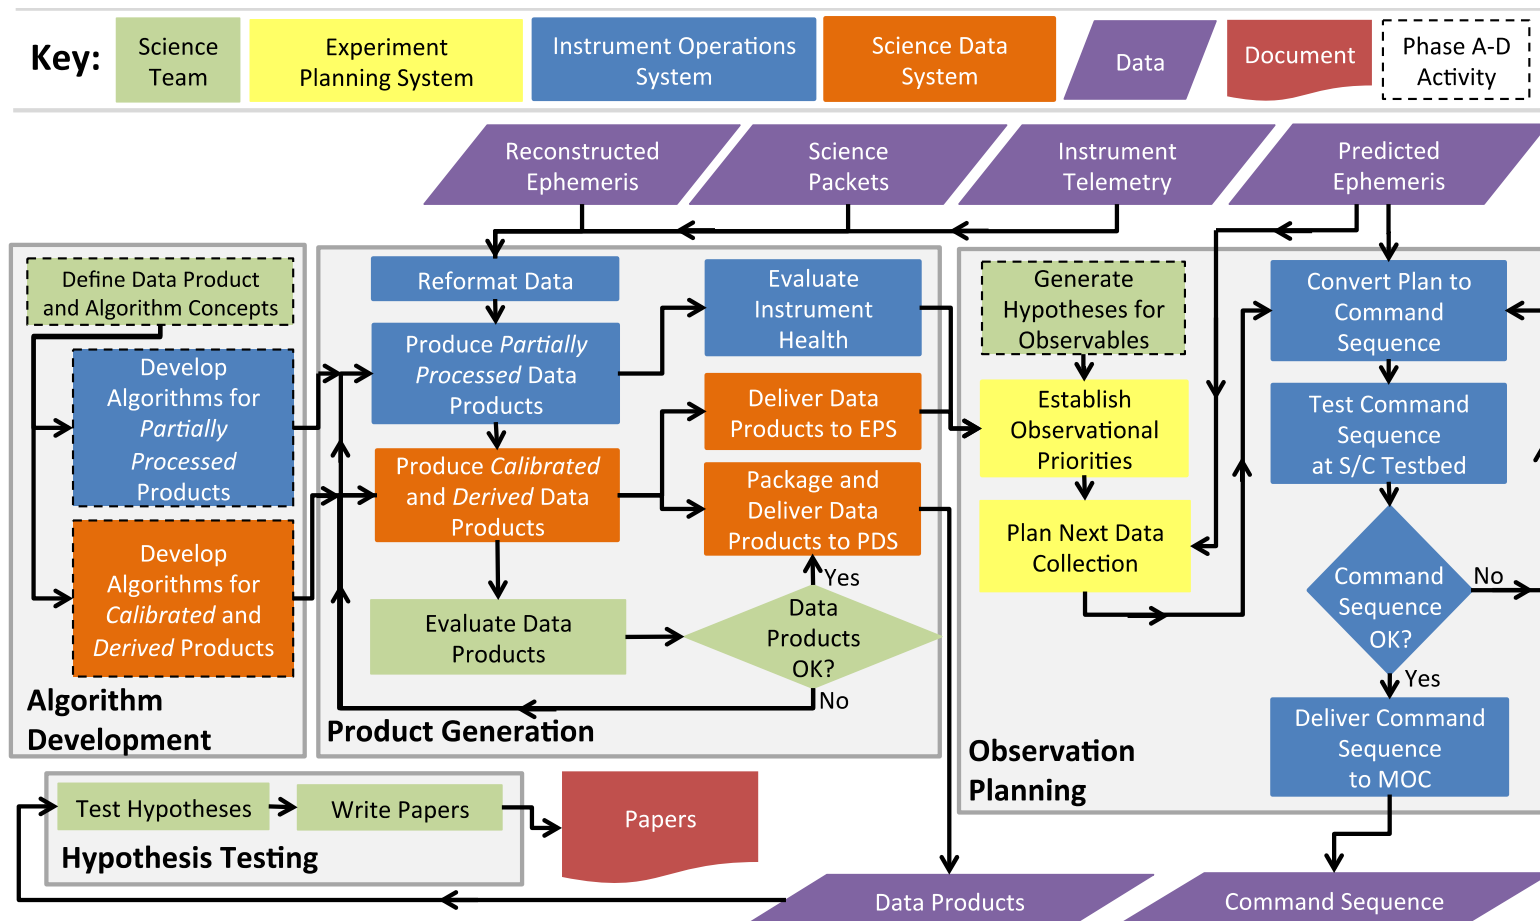 Key:
Science
Team
Experiment
Planning System
Instrument Operations
System
Science Data
System
Data
Document
Phase A-D
Activity
Reconstructed
Ephemeris
Science
Packets
Instrument
Telemetry
Predicted
Ephemeris
Define Data Product
and Algorithm Concepts
Develop
Algorithms for
Partially
Processed
Products
Develop
Algorithms for
Calibrated and
Derived Products
Algorithm
Development
Reformat Data
Produce Partially
Processed Data
Products
Produce Calibrated
and Derived Data
Products
Evaluate Data
Products
Evaluate
Instrument
Health
Deliver Data
Products to EPS
Package and
Deliver Data
Products to PDS
Yes
Data
Products
OK?
No
Product Generation
Generate
Hypotheses for
Observables
Establish
Observational
Priorities
Plan Next Data
Collection
Convert Plan to
Command
Sequence
Test Command
Sequence
at S/C Testbed
Command
Sequence
OK?
No
Yes
Deliver Command
Sequence
to MOC
Observation
Planning
Test Hypotheses
Write Papers
Hypothesis Testing
Papers
Data Products
Command Sequence